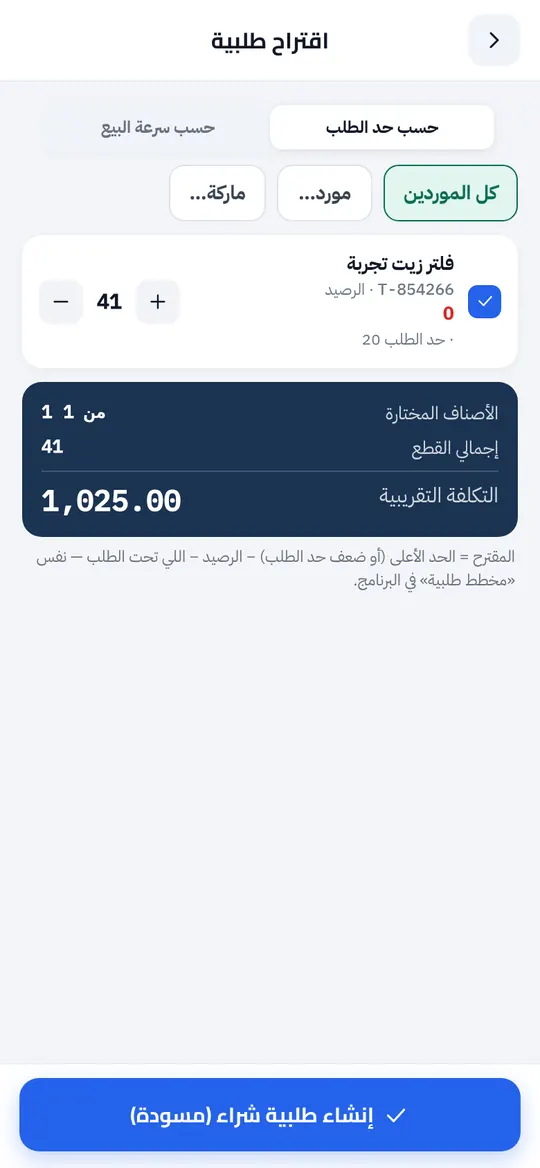 اقتراح طلبية
حسب حد الطلب
حسب سرعة البيع
كل الموردين
مورد...
ماركة...
فلتر زيت تجربة
T-854266 · الرصيد
0
· حد الطلب 20
+
41
−
الأصناف المختارة
1 من 1
إجمالي القطع
41
التكلفة التقريبية
1,025.00
المقترح = الحد الأعلى (أو ضعف حد الطلب) − الرصيد − اللي تحت الطلب — نفس
«مخطط طلبية» في البرنامج.
إنشاء طلبية شراء (مسودة)